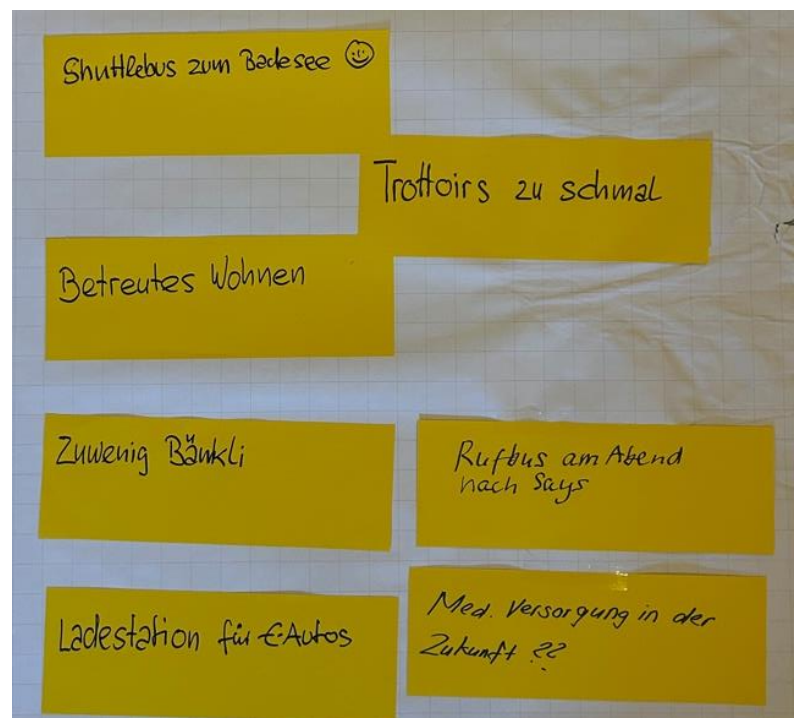 Shuttlebus zum Badesee ☺
Trottoirs zu schmal
Betreutes Wohnen
Zuwenig Bänkli
Rufbus am Abend
nach Says
Ladestation für E-Autos
Med. Versorgung in der
Zukunft ??